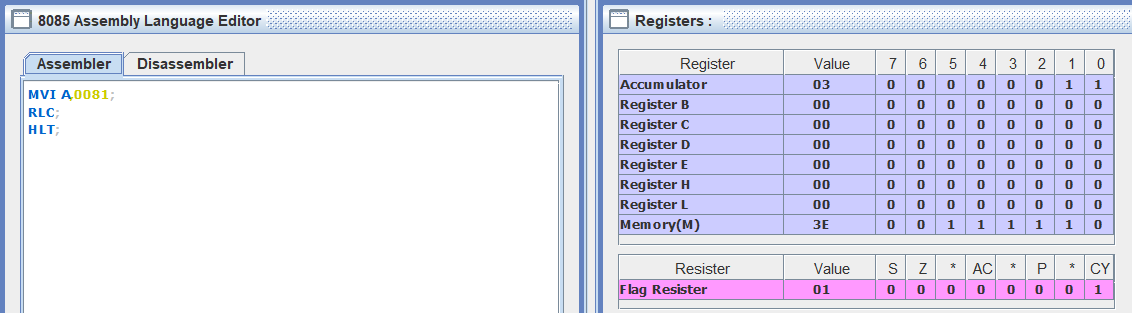 8085 Assembly Language Editor
Assembler Disassembler
MVI A,0081;
RLC;
HLT;
Registers :
Register Value 7 6 5 4 3 2 1 0
Accumulator 03 0 0 0 0 0 0 1 1
Register B 00 0 0 0 0 0 0 0 0
Register C 00 0 0 0 0 0 0 0 0
Register D 00 0 0 0 0 0 0 0 0
Register E 00 0 0 0 0 0 0 0 0
Register H 00 0 0 0 0 0 0 0 0
Register L 00 0 0 0 0 0 0 0 0
Memory(M) 3E 0 0 1 1 1 1 1 0
Resister Value S Z * AC * P * CY
Flag Resister 01 0 0 0 0 0 0 0 1